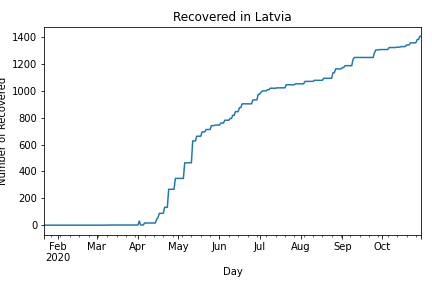 Recovered in Latvia
Number of Recovered
1400
1200
1000
800
600
400
200
0
Feb Mar Apr May Jun Jul Aug Sep Oct
2020
Day